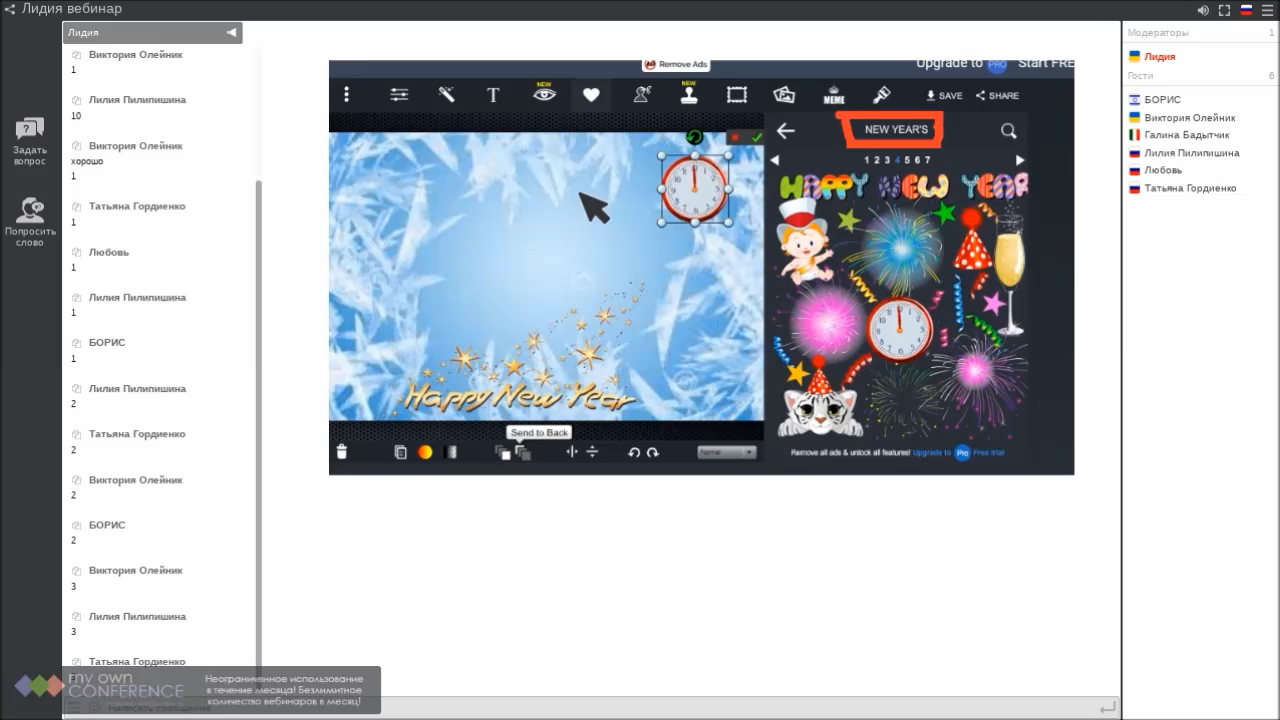 Лидия вебинар
Лидия
Виктория Олейник
1
Лилия Пилипишина
10
Виктория Олейник
хорошо
1
Татьяна Гордиенко
1
Любовь
1
Лилия Пилипишина
1
БОРИС
1
Лилия Пилипишина
2
Татьяна Гордиенко
2
Виктория Олейник
2
БОРИС
2
Виктория Олейник
3
Лилия Пилипишина
3
Татьяна Гордиенко
Задать
вопрос
Попросить
слово
my own
CONFERENCE
Неограниченное использование
в течение месяца! Безлимитное
количество вебинаров в месяц!
Написать сообщение
Remove Ads
Upgrade to PRO Start FRE
NEW
NEW
T
MEME
SAVE
SHARE
NEW YEAR'S
1 2 3 4 5 6 7
HAPPY NEW YEAR
Happy New Year
Send to Back
Remove all ads & unlock all features! Upgrade to Pro Free trial
Модераторы 1
Лидия
Гости 6
БОРИС
Виктория Олейник
Галина Бадытчик
Лилия Пилипишина
Любовь
Татьяна Гордиенко